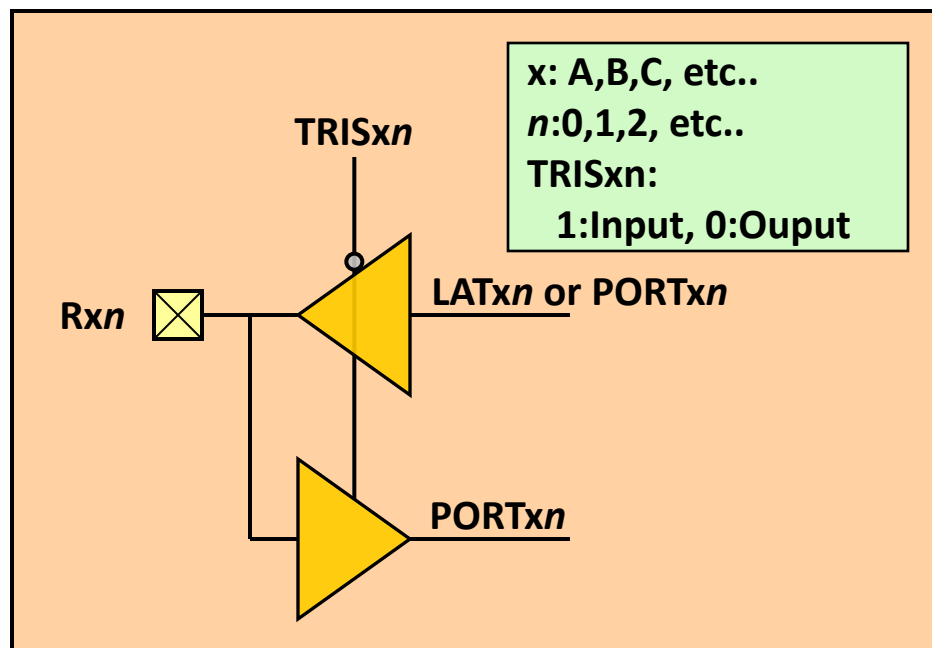 x: A,B,C, etc..
n:0,1,2, etc..
TRISxn:
1:Input, 0:Ouput
TRISxn
LATxn or PORTxn
Rxn
PORTxn